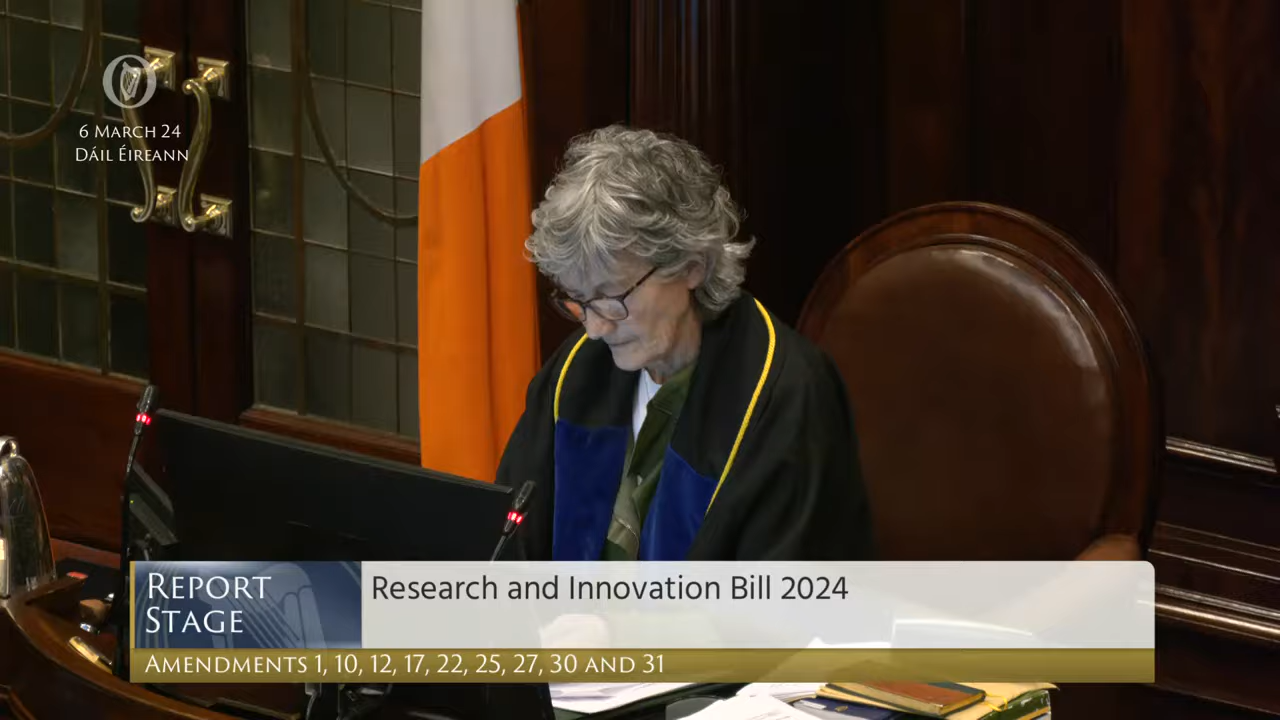 6 March 24
Dáil Éireann
Report
Stage
Research and Innovation Bill 2024
Amendments 1, 10, 12, 17, 22, 25, 27, 30 and 31